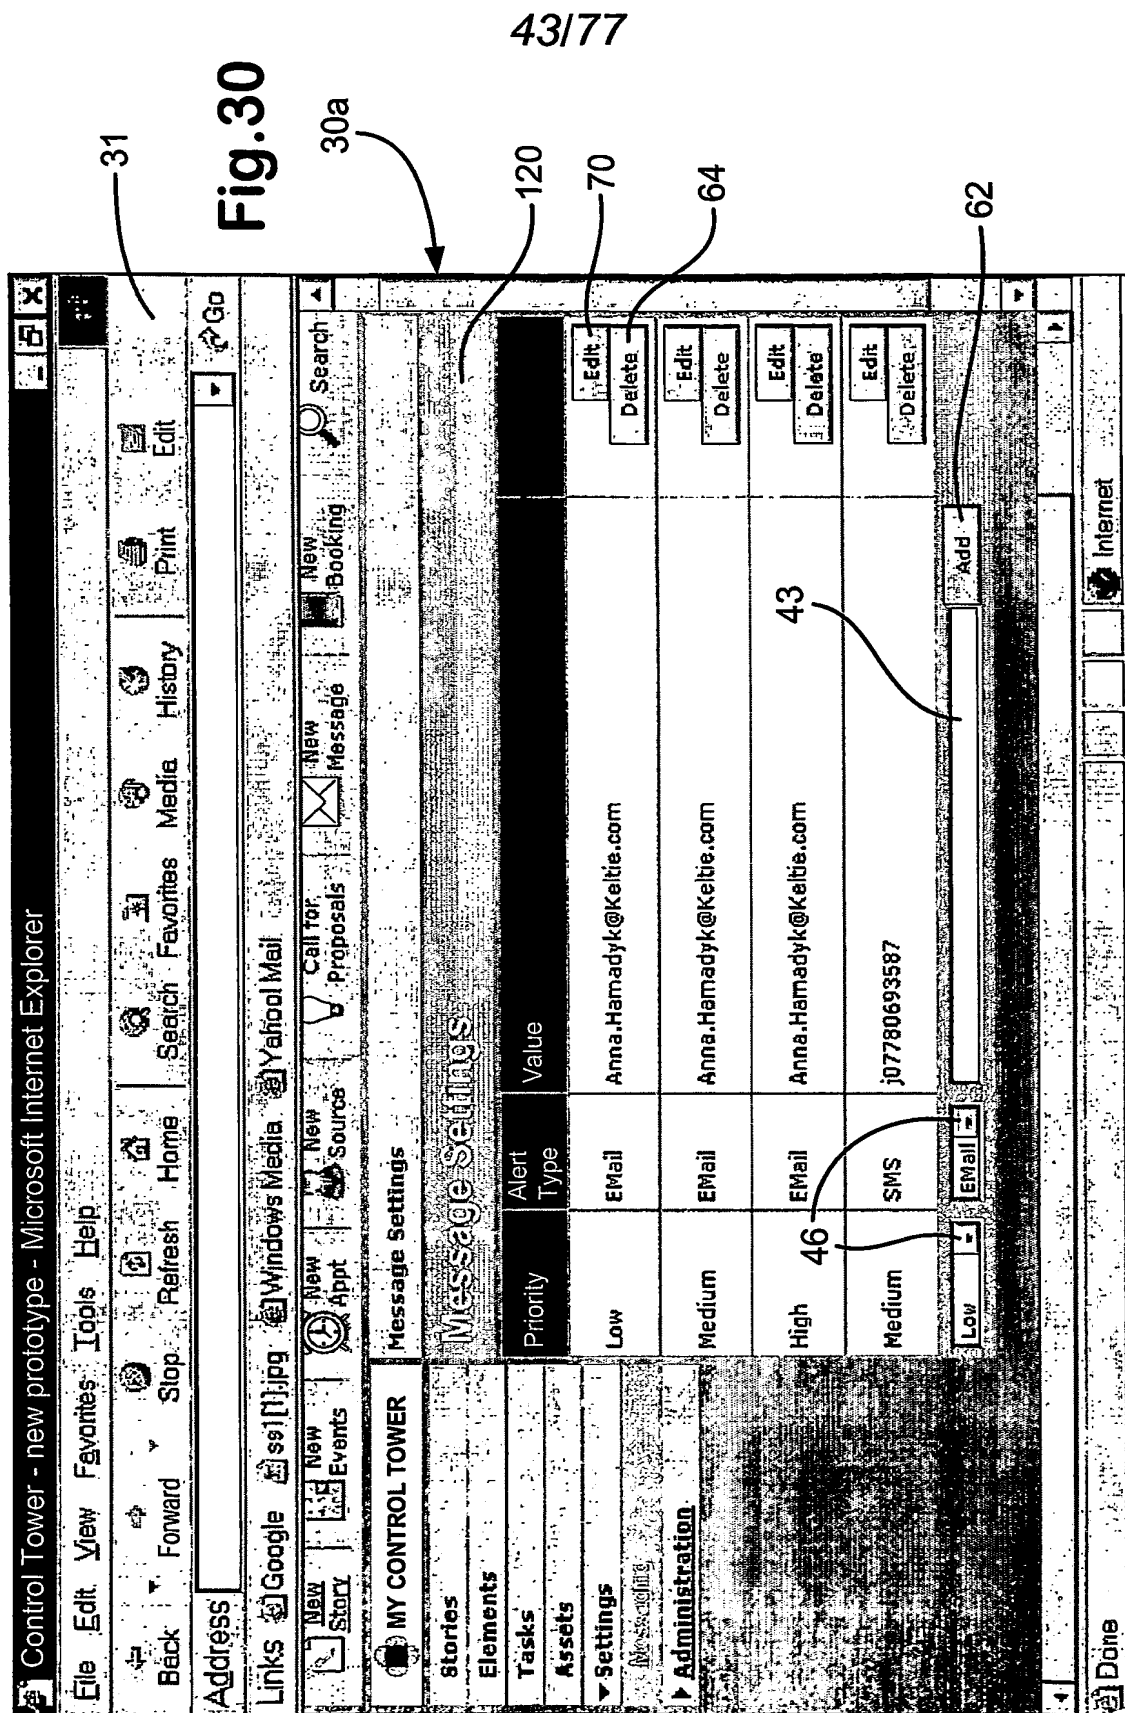 43/77
Fig.30
Control Tower - new prototype - Microsoft Internet Explorer
File Edit View Favorites Tools Help
Back Forward Stop Refresh Home Search Favorites Media History Print Edit
31
Address
Go
Links Google s91[1].jpg Windows Media Yahoo! Mail
30a
New Story
New Events
New Appt
New Source
Call for Proposals
New Message
New Booking
Search
MY CONTROL TOWER
Stories
Elements
Tasks
Assets
Settings
Messaging
Administration
Message Settings
Message Settings
120
Priority Alert Type Value
Low EMail Anna.Hamadyk@Keltie.com Edit Delete
70
64
Medium EMail Anna.Hamadyk@Keltie.com Edit Delete
High EMail Anna.Hamadyk@Keltie.com Edit Delete
Medium SMS j07780693587 Edit Delete
46
43
62
Low EMail Add
Done
Internet